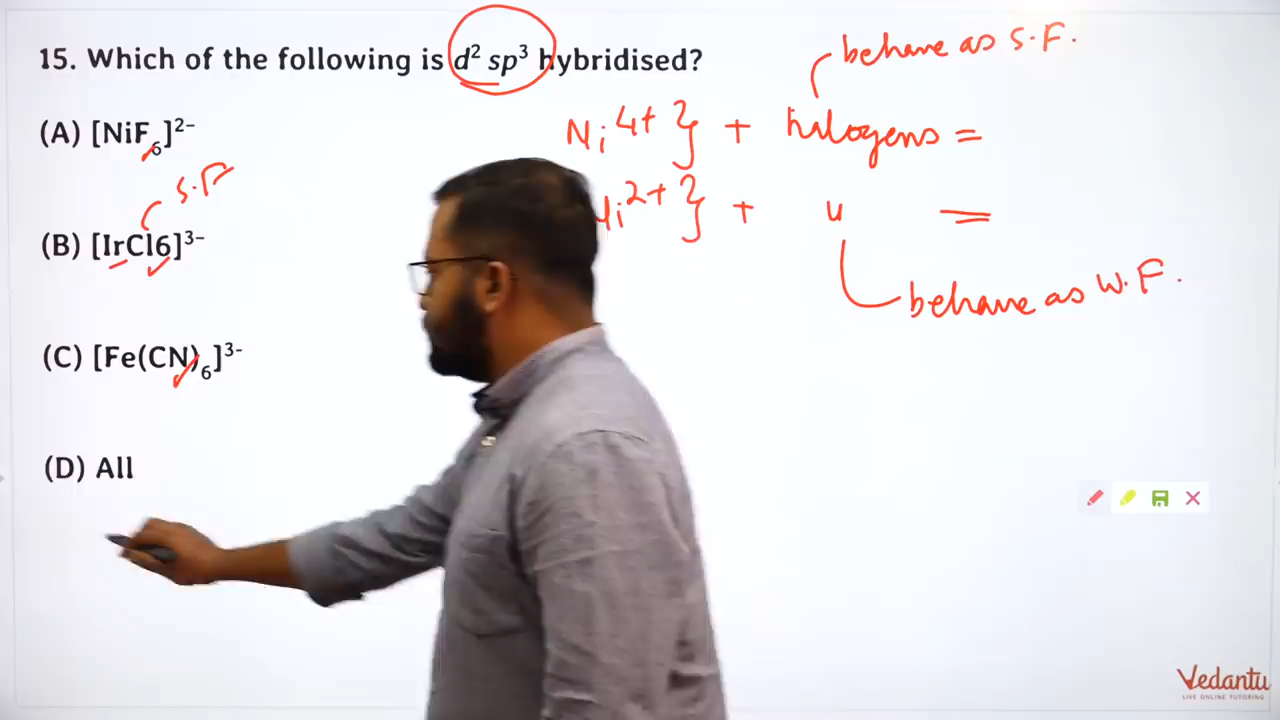 15. Which of the following is d² sp³ hybridised?
behave as S.F.
(A) [NiF₆]²⁻
Ni⁴⁺ } + halogens =
S.F
(B) [IrCl6]³⁻
i²⁺ } + u =
behave as W.F.
(C) [Fe(CN)₆]³⁻
(D) All
Vedantu
LIVE ONLINE TUTORING